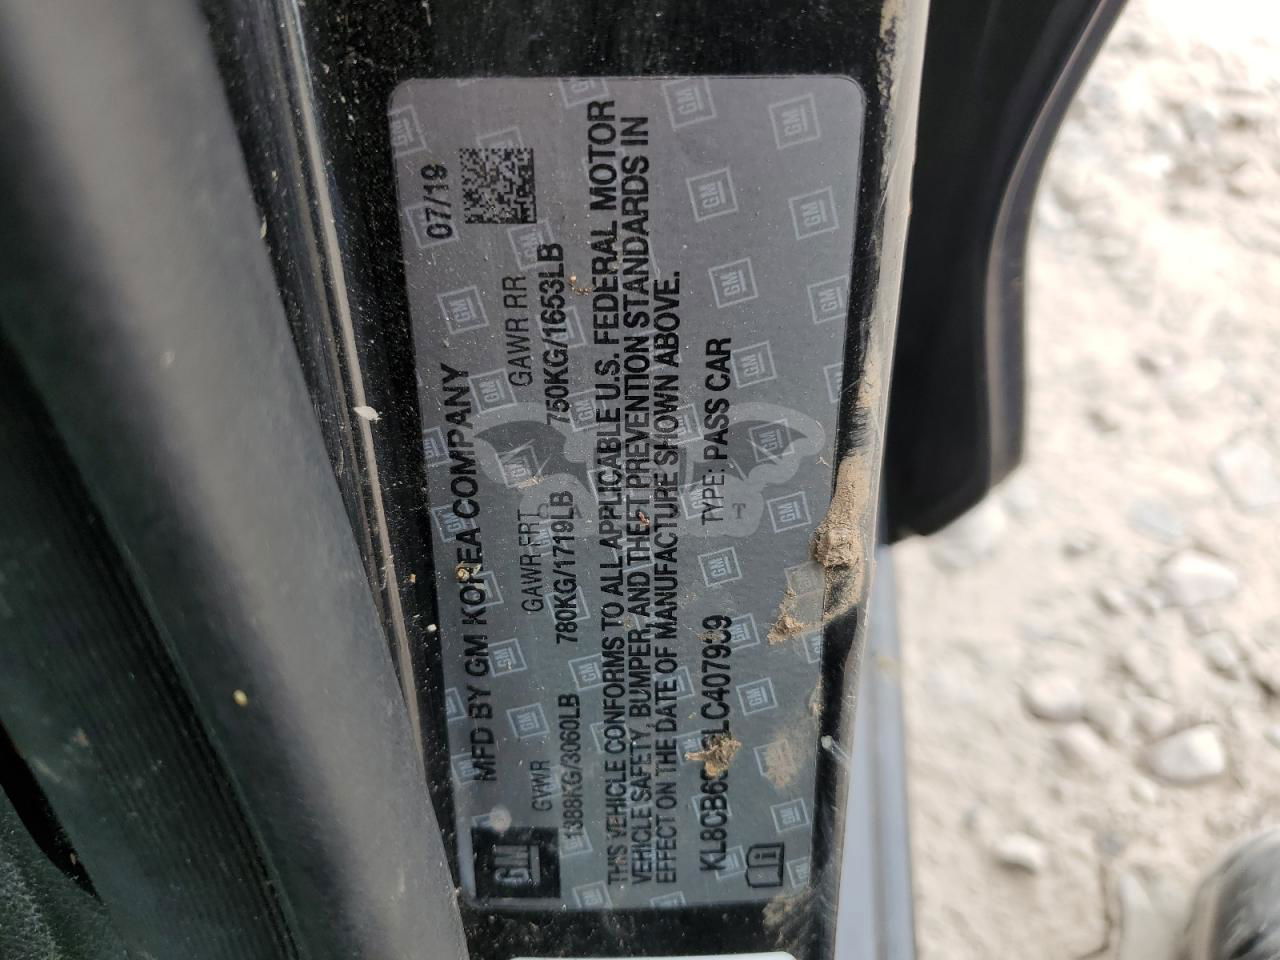 MFD BY GM KOREA COMPANY 07/19
GVWR GAWR FRT GAWR RR
1388KG/3060LB 780KG/1719LB 750KG/1653LB
THIS VEHICLE CONFORMS TO ALL APPLICABLE U.S. FEDERAL MOTOR
VEHICLE SAFETY, BUMPER, AND THEFT PREVENTION STANDARDS IN
EFFECT ON THE DATE OF MANUFACTURE SHOWN ABOVE.
TYPE: PASS CAR
GM